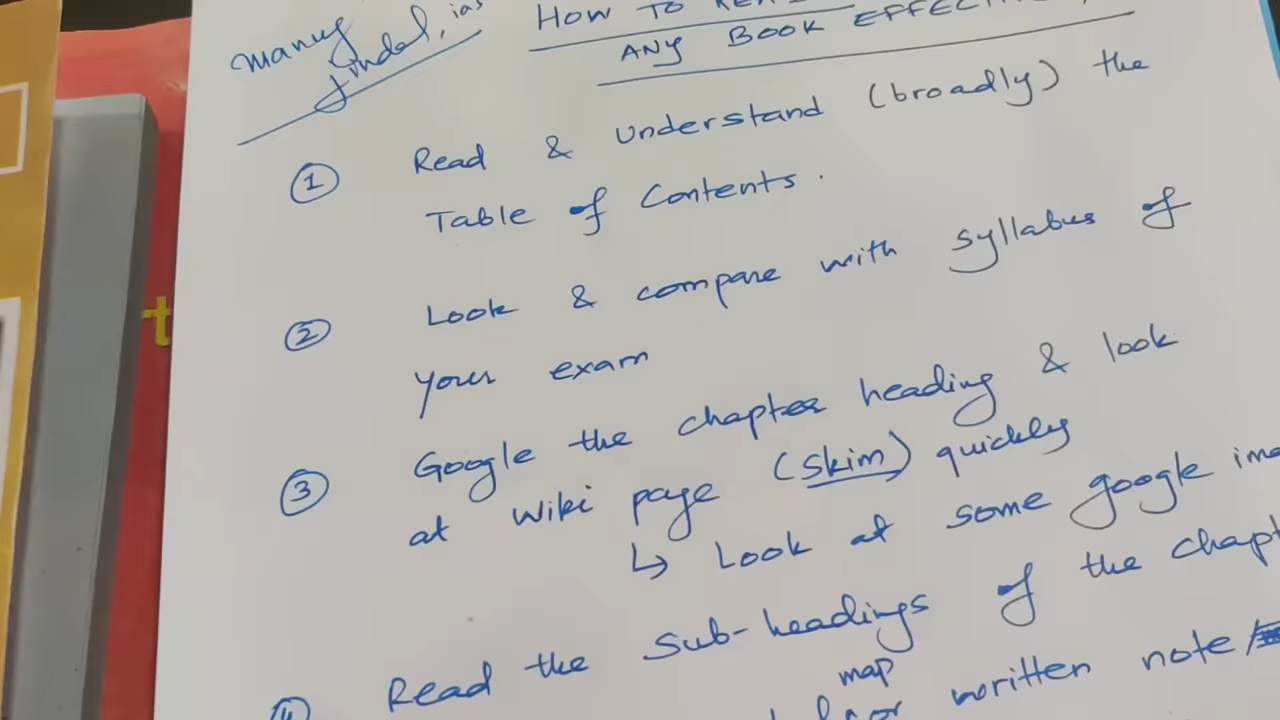 Manuj
Jindal, ias
HOW TO
ANY BOOK
① Read & Understand (broadly) the
Table of Contents.
② Look & compare with syllabus of
your exam
③ Google the chapter heading & look
at Wiki page (skim) quickly
↳ Look at some google
Read the sub-headings of the
map
or written note
t